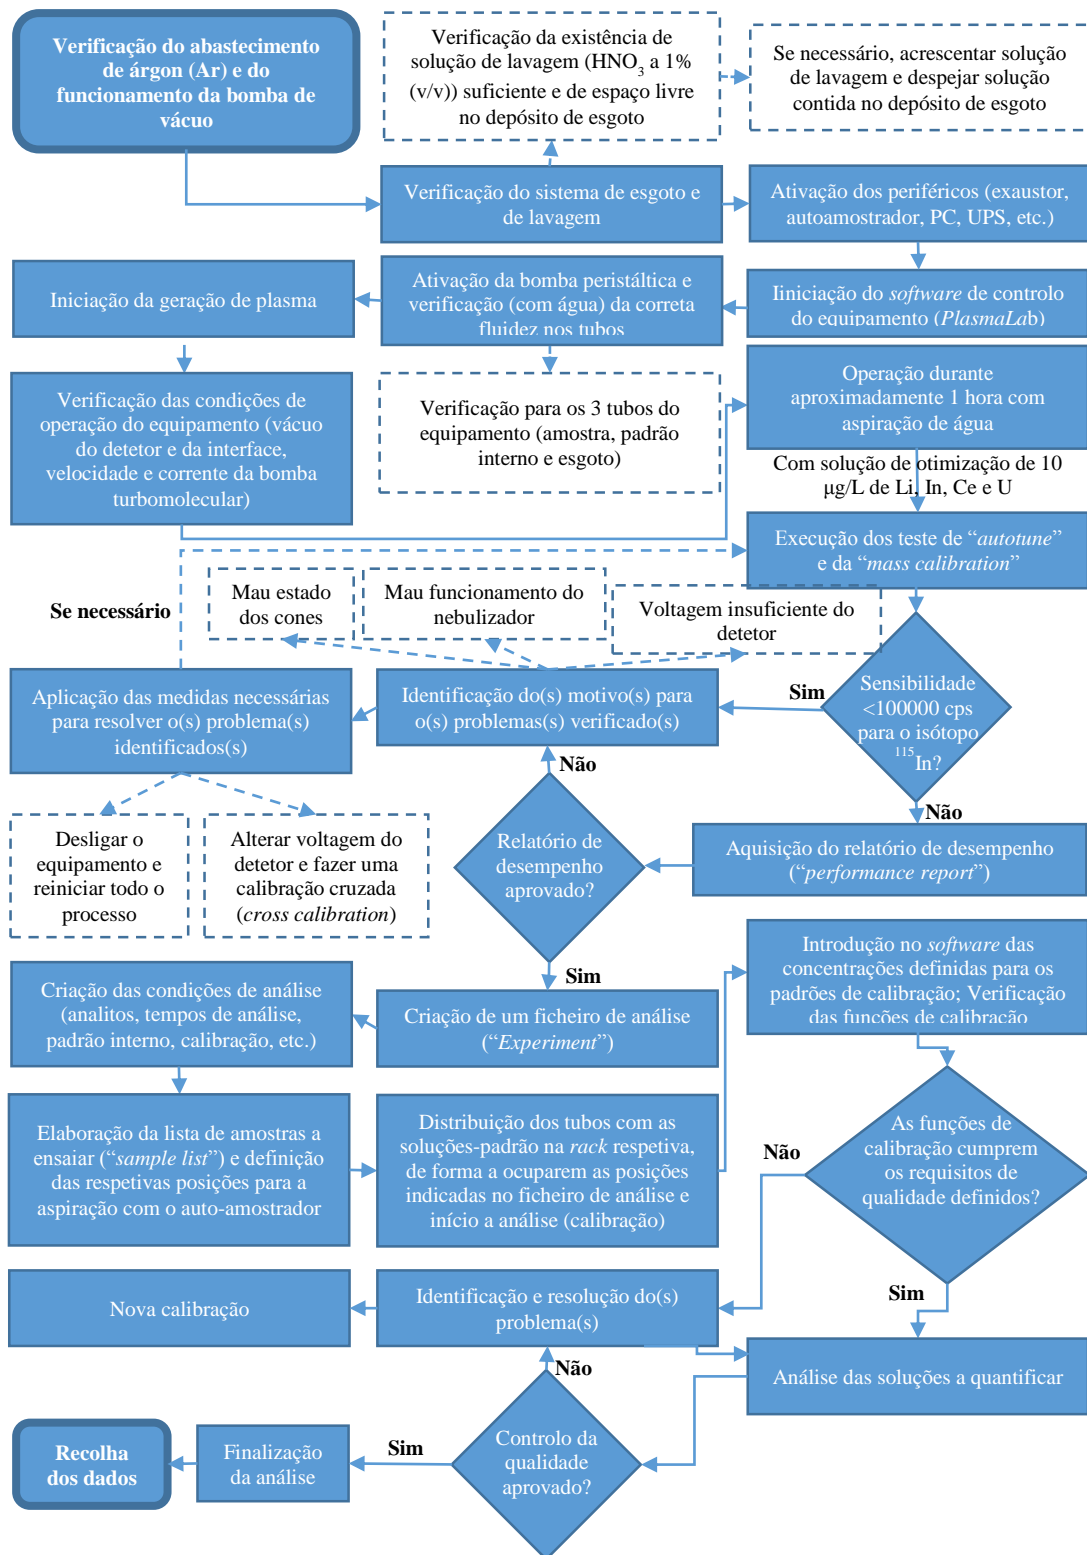 Verificação do abastecimento
de árgon (Ar) e do
funcionamento da bomba de
vácuo
Verificação da existência de
solução de lavagem (HNO3 a 1%
(v/v)) suficiente e de espaço livre
no depósito de esgoto
Se necessário, acrescentar solução
de lavagem e despejar solução
contida no depósito de esgoto
Verificação do sistema de esgoto e
de lavagem
Ativação dos periféricos (exaustor,
autoamostrador, PC, UPS, etc.)
Iiniciação do software de controlo
do equipamento (PlasmaLab)
Ativação da bomba peristáltica e
verificação (com água) da correta
fluidez nos tubos
Iniciação da geração de plasma
Verificação das condições de
operação do equipamento (vácuo
do detetor e da interface,
velocidade e corrente da bomba
turbomolecular)
Verificação para os 3 tubos do
equipamento (amostra, padrão
interno e esgoto)
Operação durante
aproximadamente 1 hora com
aspiração de água
Com solução de otimização de 10
µg/L de Li, In, Ce e U
Execução dos teste de “autotune”
e da “mass calibration”
Se necessário
Mau estado
dos cones
Mau funcionamento do
nebulizador
Voltagem insuficiente do
detetor
Sensibilidade
<100000 cps
para o isótopo
115In?
Sim
Não
Identificação do(s) motivo(s) para
o(s) problemas(s) verificado(s)
Aplicação das medidas necessárias
para resolver o(s) problema(s)
identificados(s)
Desligar o
equipamento e
reiniciar todo o
processo
Alterar voltagem do
detetor e fazer uma
calibração cruzada
(cross calibration)
Não
Relatório de
desempenho
aprovado?
Sim
Aquisição do relatório de desempenho
(“performance report”)
Criação de um ficheiro de análise
(“Experiment”)
Criação das condições de análise
(analitos, tempos de análise,
padrão interno, calibração, etc.)
Elaboração da lista de amostras a
ensaiar (“sample list”) e definição
das respetivas posições para a
aspiração com o auto-amostrador
Distribuição dos tubos com as
soluções-padrão na rack respetiva,
de forma a ocuparem as posições
indicadas no ficheiro de análise e
início a análise (calibração)
Introdução no software das
concentrações definidas para os
padrões de calibração; Verificação
das funções de calibração
As funções de
calibração cumprem
os requisitos de
qualidade definidos?
Não
Sim
Identificação e resolução do(s)
problema(s)
Nova calibração
Análise das soluções a quantificar
Não
Controlo da
qualidade
aprovado?
Sim
Finalização
da análise
Recolha
dos dados